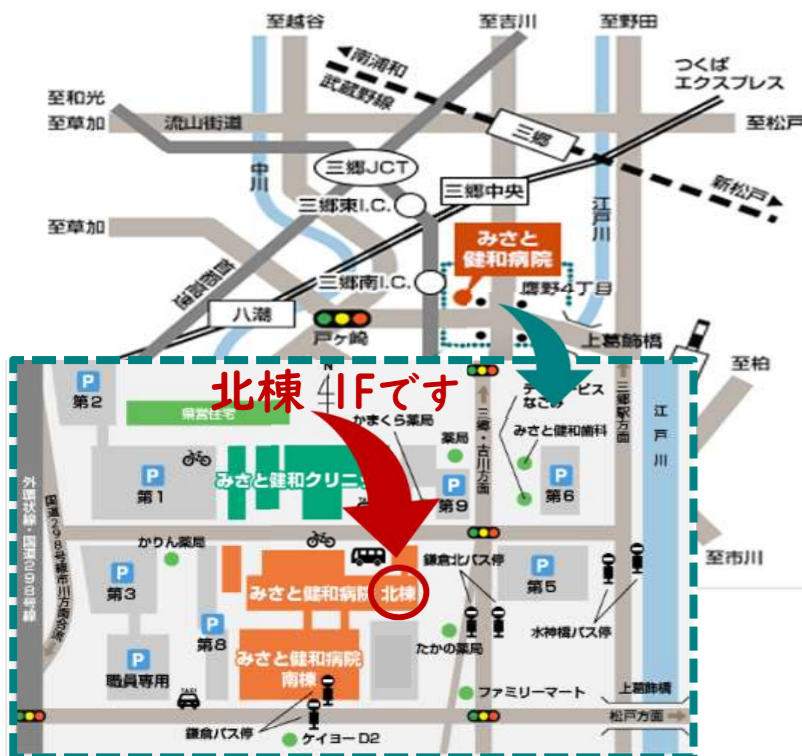 至越谷
至吉川
至野田
南浦和
武蔵野線
つくば
エクスプレス
至和光
至草加
流山街道
三郷
至松戸
三郷JCT
中川
三郷中央
三郷東I.C.
江戸川
新松戸
至草加
みさと
健和病院
首都高速
三郷南I.C.
鷹野4丁目
八潮
戸ヶ崎
上葛飾橋
至柏
北棟 1Fです
N
P
第2
県営住宅
かまくら薬局
薬局
三郷・吉川方面
なごみ
みさと健和歯科
三郷駅方面
江戸川
外環状線・国道298号線
国道298号線市川方面合流
P
第1
みさと健和クリニ
P
第9
P
第6
かりん薬局
鎌倉北バス停
至市川
P
第3
みさと健和病院 北棟
P
第5
P
第8
水神橋バス停
みさと健和病院
南棟
たかの薬局
職員専用
TAXI
ファミリーマート
上葛飾橋
鎌倉バス停
松戸方面
ケイヨーD2